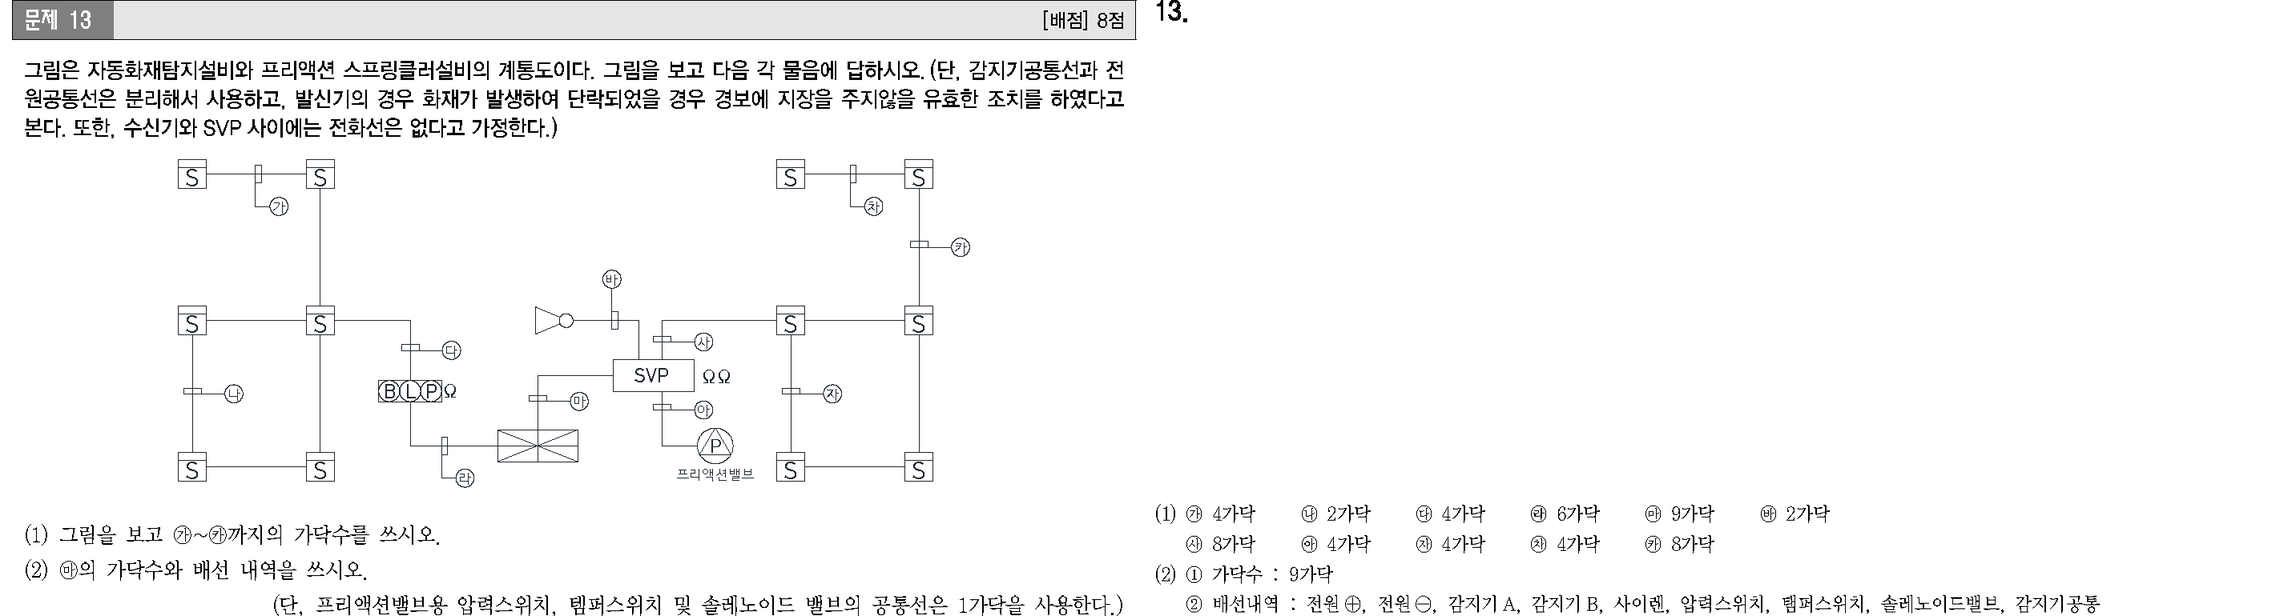 문제 13
[배점] 8점
그림은 자동화재탐지설비와 프리액션 스프링클러설비의 계통도이다. 그림을 보고 다음 각 물음에 답하시오. (단, 감지기공통선과 전
원공통선은 분리해서 사용하고, 발신기의 경우 화재가 발생하여 단락되었을 경우 경보에 지장을 주지않을 유효한 조치를 하였다고
본다. 또한, 수신기와 SVP 사이에는 전화선은 없다고 가정한다.)
S S S S
㉮ ㉶
㉸
㉳
S S S S
㉴
㉰
SVP ΩΩ
ⒷⓁⓅΩ
㉯ ㉲ ㉵ ㉷
P
프리액션밸브
S S S S
㉱
(1) 그림을 보고 ㉮~㉸까지의 가닥수를 쓰시오.
(2) ㉲의 가닥수와 배선 내역을 쓰시오.
(단, 프리액션밸브용 압력스위치, 템퍼스위치 및 솔레노이드 밸브의 공통선은 1가닥을 사용한다.)
13.
(1) ㉮ 4가닥 ㉯ 2가닥 ㉰ 4가닥 ㉱ 6가닥 ㉲ 9가닥 ㉳ 2가닥
㉴ 8가닥 ㉵ 4가닥 ㉶ 4가닥 ㉷ 4가닥 ㉸ 8가닥
(2) ① 가닥수 : 9가닥
② 배선내역 : 전원⊕, 전원⊖, 감지기A, 감지기B, 사이렌, 압력스위치, 템퍼스위치, 솔레노이드밸브, 감지기공통